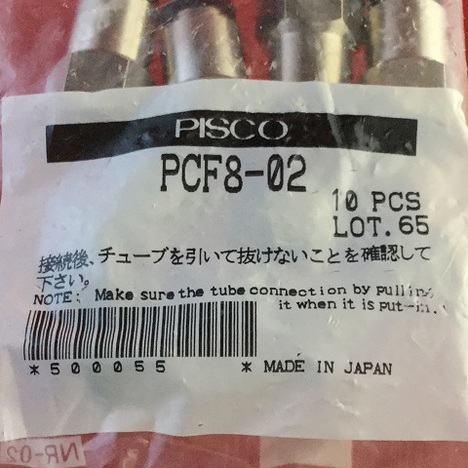 PISCO
PCF8-02
10 PCS
LOT.65
接続後、チューブを引いて抜けないことを確認して
下さい。
NOTE: Make sure the tube connection by pulling
it when it is put-in.
*500055 * MADE IN JAPAN
NR-02